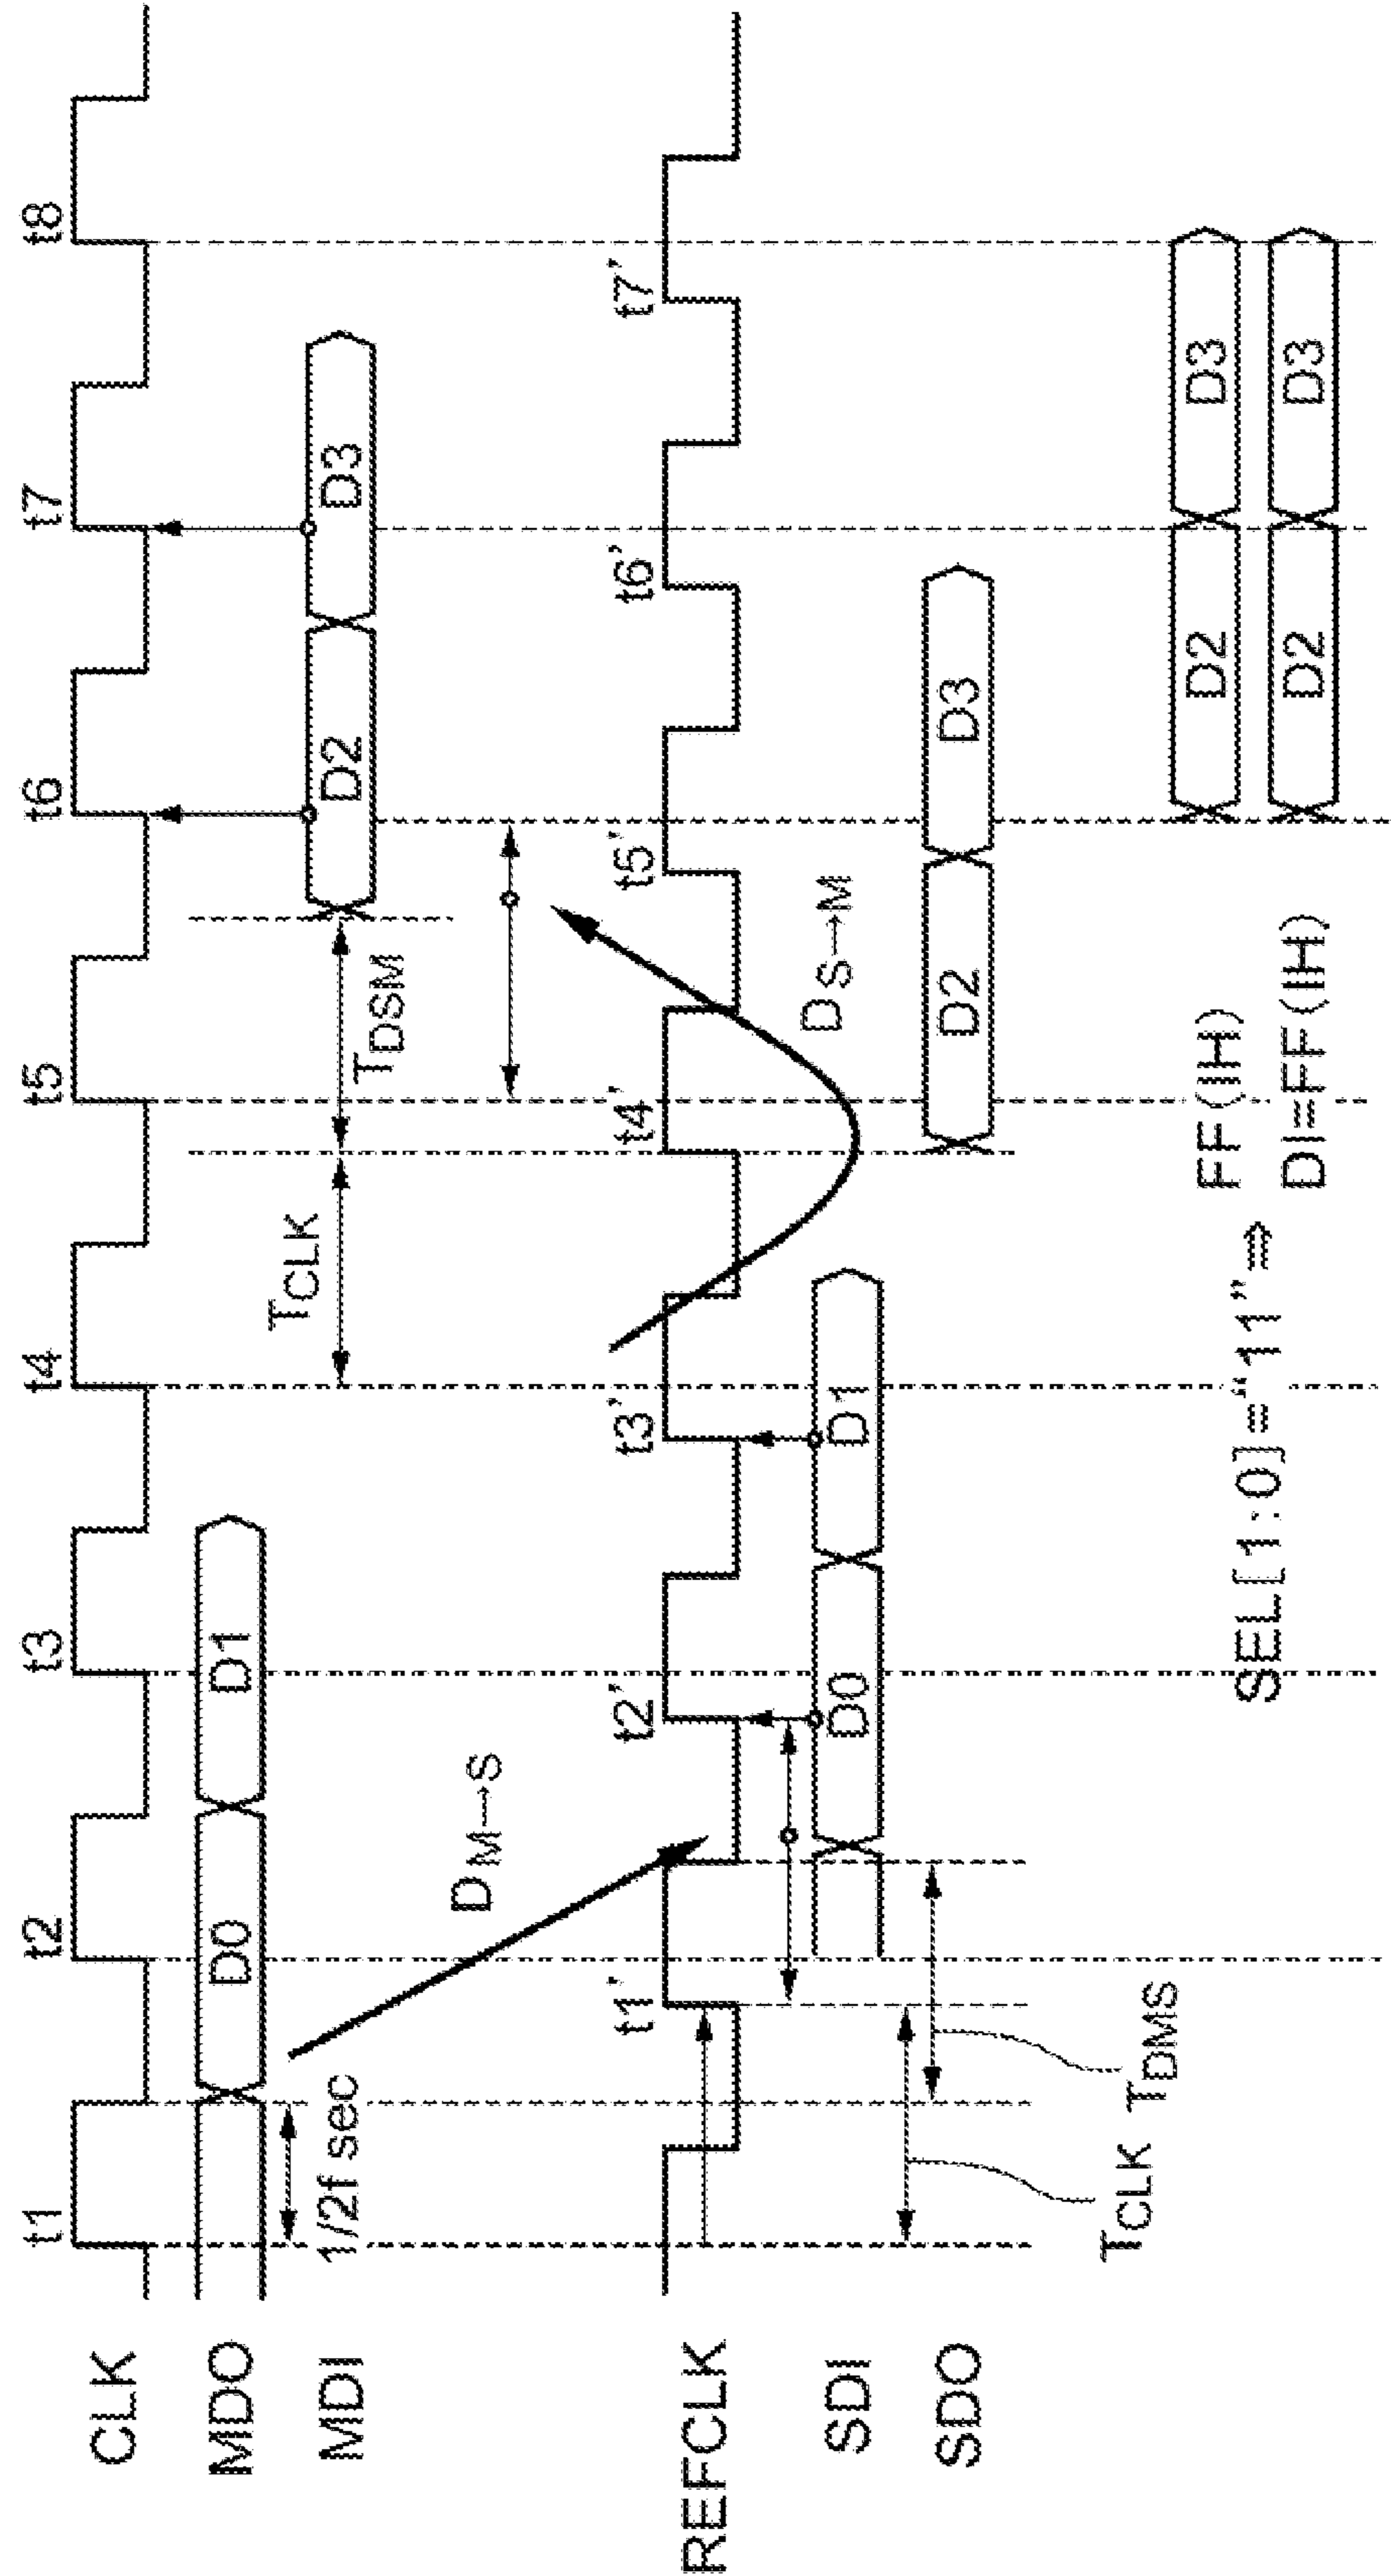 CLK
t1
t2
t3
t4
t5
t6
t7
t8
MDO
D0
D1
MDI
1/2f sec
TCLK
TDSM
D2
D3
DM→S
REFCLK
t1'
t2'
t3'
t4'
t5'
t6'
t7'
DS→M
SDI
D0
D1
SDO
D2
D3
TCLK
TDMS
SEL[1:0]="11"⇒
FF(IH)
D2
D3
DI=FF(IH)
D2
D3